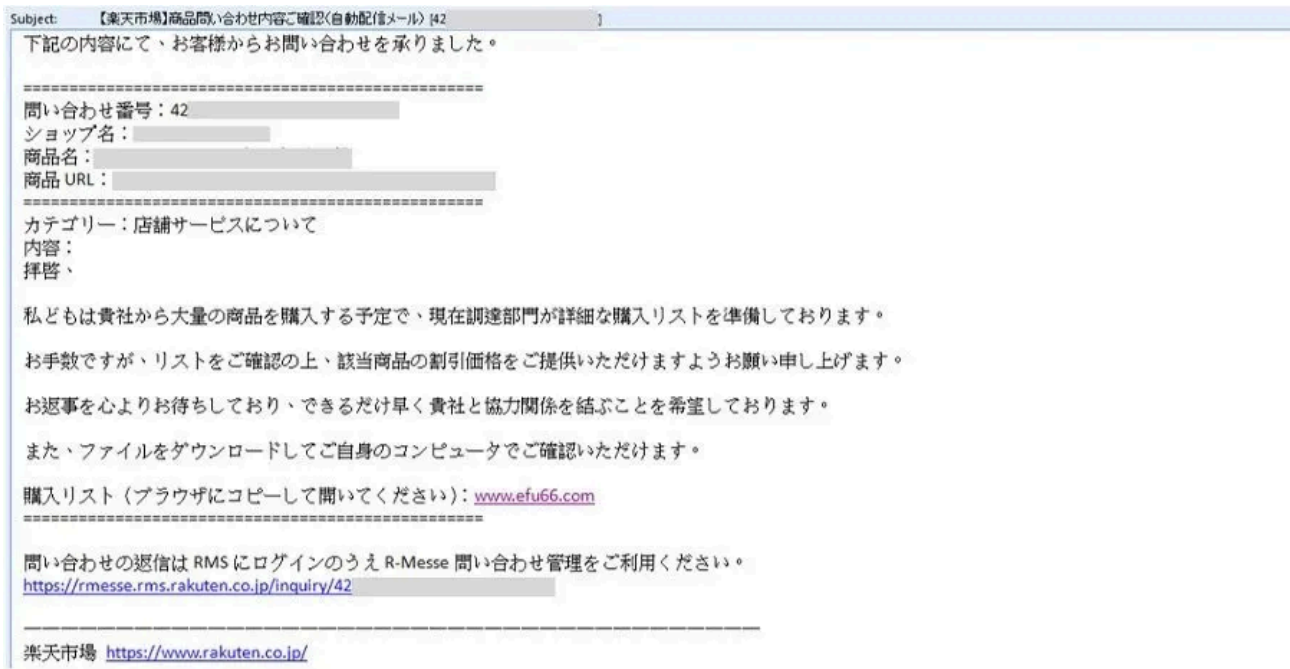 Subject: 【楽天市場】商品問い合わせ内容ご確認(自動配信メール) [42 ]
下記の内容にて、お客様からお問い合わせを承りました。
==================================================
問い合わせ番号：42
ショップ名：
商品名：
商品 URL：
==================================================
カテゴリー：店舗サービスについて
内容：
拝啓、
私どもは貴社から大量の商品を購入する予定で、現在調達部門が詳細な購入リストを準備しております。
お手数ですが、リストをご確認の上、該当商品の割引価格をご提供いただけますようお願い申し上げます。
お返事を心よりお待ちしており、できるだけ早く貴社と協力関係を結ぶことを希望しております。
また、ファイルをダウンロードしてご自身のコンピュータでご確認いただけます。
購入リスト（ブラウザにコピーして開いてください）：www.efu66.com
==================================================
問い合わせの返信は RMS にログインのうえ R-Messe 問い合わせ管理をご利用ください。
https://rmesse.rms.rakuten.co.jp/inquiry/42
――――――――――――――――――――――――――――――――――――――――
楽天市場 https://www.rakuten.co.jp/